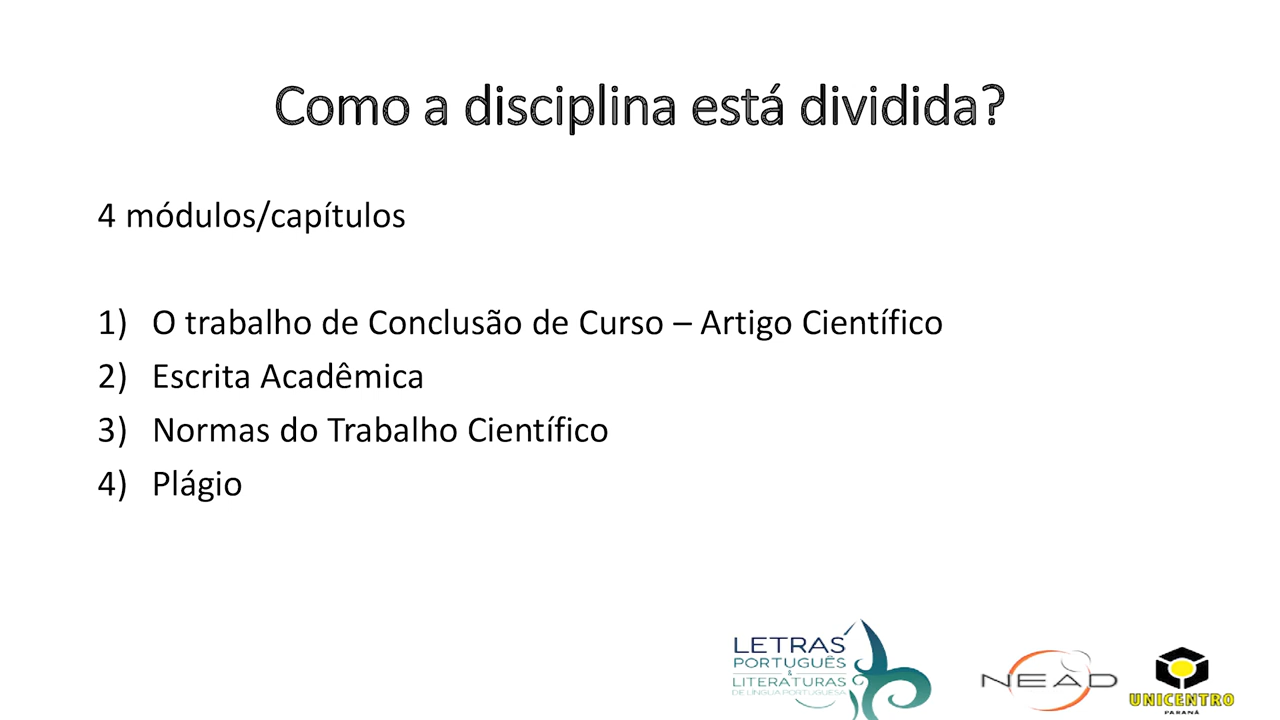 Como a disciplina está dividida?
4 módulos/capítulos
1) O trabalho de Conclusão de Curso – Artigo Científico
2) Escrita Acadêmica
3) Normas do Trabalho Científico
4) Plágio
LETRAS
PORTUGUÊS
&
LITERATURAS
DE LÍNGUA PORTUGUESA
NEAD
UNICENTRO
PARANÁ